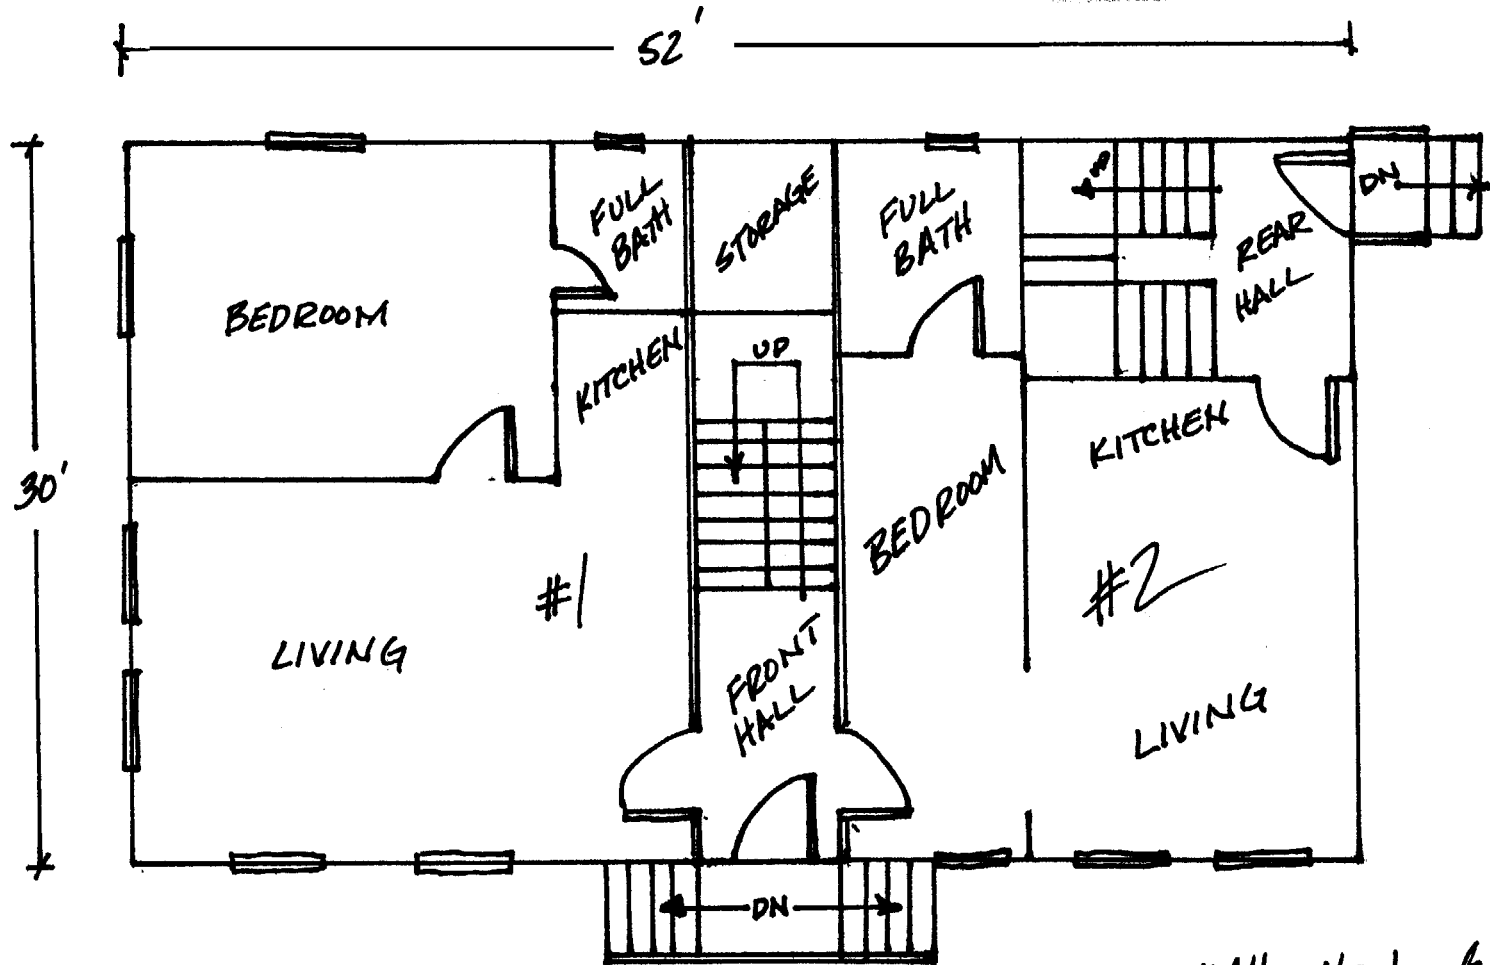 52'
30'
FULL
BATH
STORAGE
FULL
BATH
UP
DN
REAR
HALL
BEDROOM
KITCHEN
UP
KITCHEN
BEDROOM
#1
#2
LIVING
FRONT
HALL
LIVING
DN